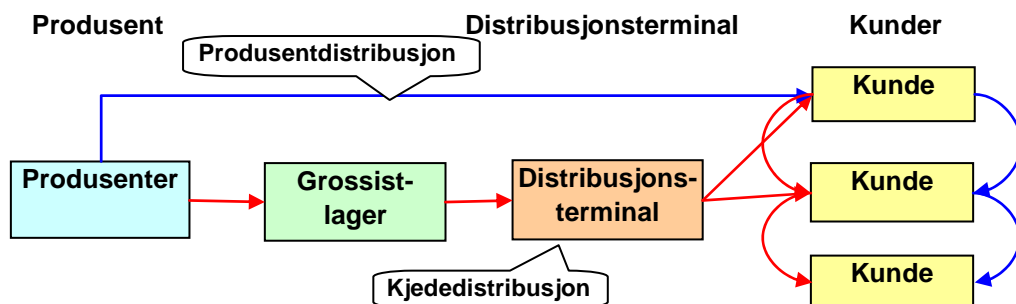 Produsent
Distribusjonsterminal
Kunder
Produsentdistribusjon
Kunde
Produsenter
Grossist-
lager
Distribusjons-
terminal
Kunde
Kjededistribusjon
Kunde